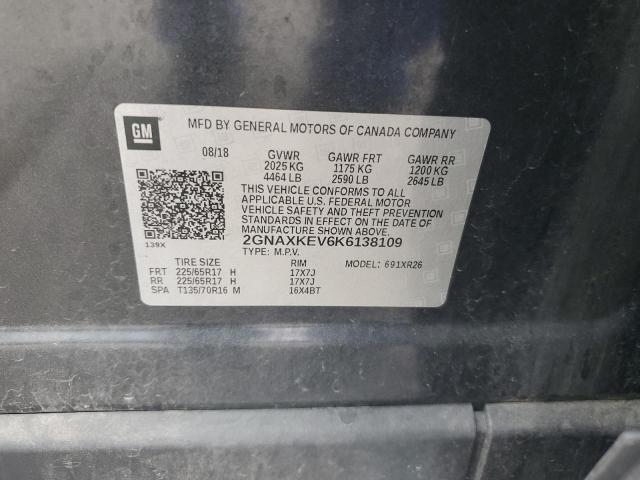 GM
MFD BY GENERAL MOTORS OF CANADA COMPANY
08/18 GVWR GAWR FRT GAWR RR
2025 KG 1175 KG 1200 KG
4464 LB 2590 LB 2645 LB
THIS VEHICLE CONFORMS TO ALL
APPLICABLE U.S. FEDERAL MOTOR
VEHICLE SAFETY AND THEFT PREVENTION
STANDARDS IN EFFECT ON THE DATE OF
MANUFACTURE SHOWN ABOVE.
139X 2GNAXKEV6K6138109
TYPE: M.P.V.
TIRE SIZE RIM MODEL: 691XR26
FRT 225/65R17 H 17X7J
RR 225/65R17 H 17X7J
SPA T135/70R16 M 16X4BT